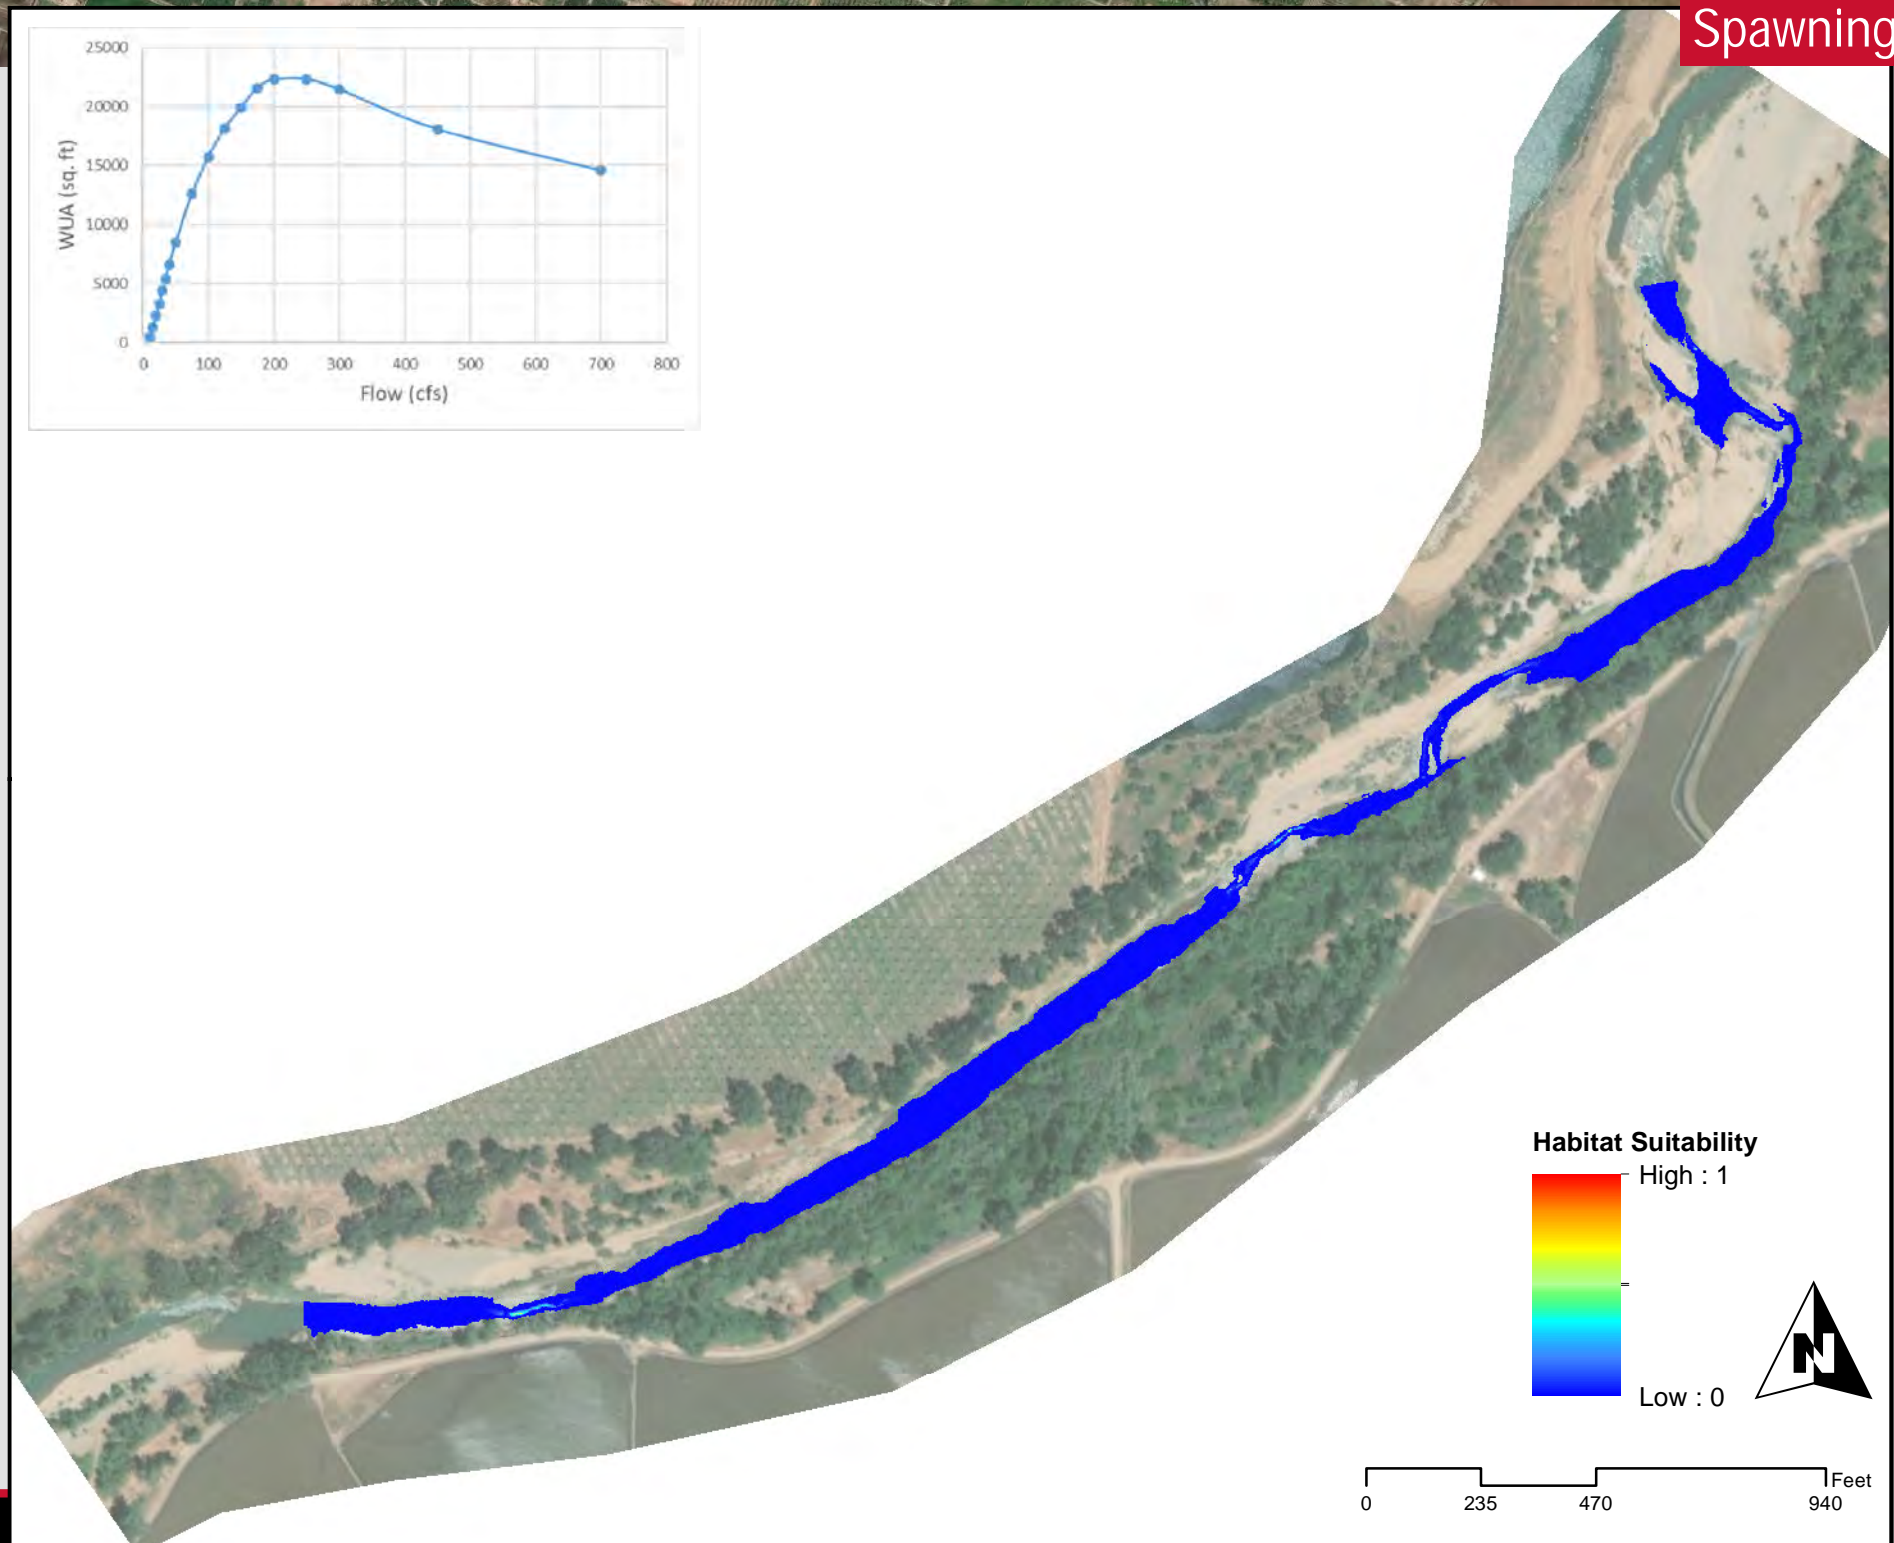 Spawning
25000
20000
15000
10000
5000
0
WUA (sq. ft)
0 100 200 300 400 500 600 700 800
Flow (cfs)
Habitat Suitability
High : 1
Low : 0
N
Feet
0 235 470 940